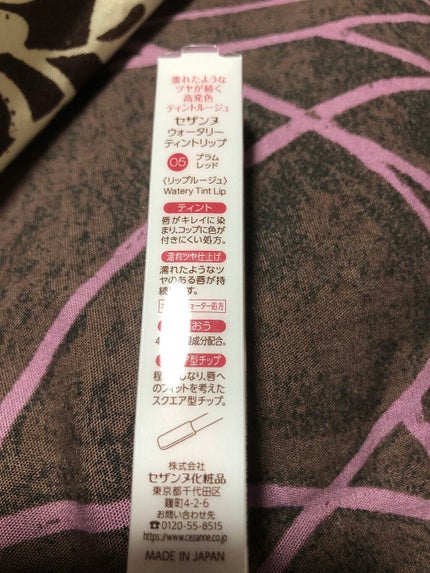 濡れたような
ツヤが続く
高発色
ティントルージュ
セザンヌ
ウォータリー
ティントリップ
05 プラム
レッド
〈リップルージュ〉
Watery Tint Lip
ティント
唇がキレイに染
まり、コップに色が
付きにくい処方。
濡れツヤ仕上げ
濡れたようなツ
ヤのある唇が持
続 す。
ウォーター処方
おう
4 成分配合。
型チップ
程 しなり、唇へ
のフィットを考えた
スクエア型チップ。
株式会社
セザンヌ化粧品
東京都千代田区
麹町4-2-6
お問い合わせ先
☎0120-55-8515
https://www.cezanne.co.jp
MADE IN JAPAN